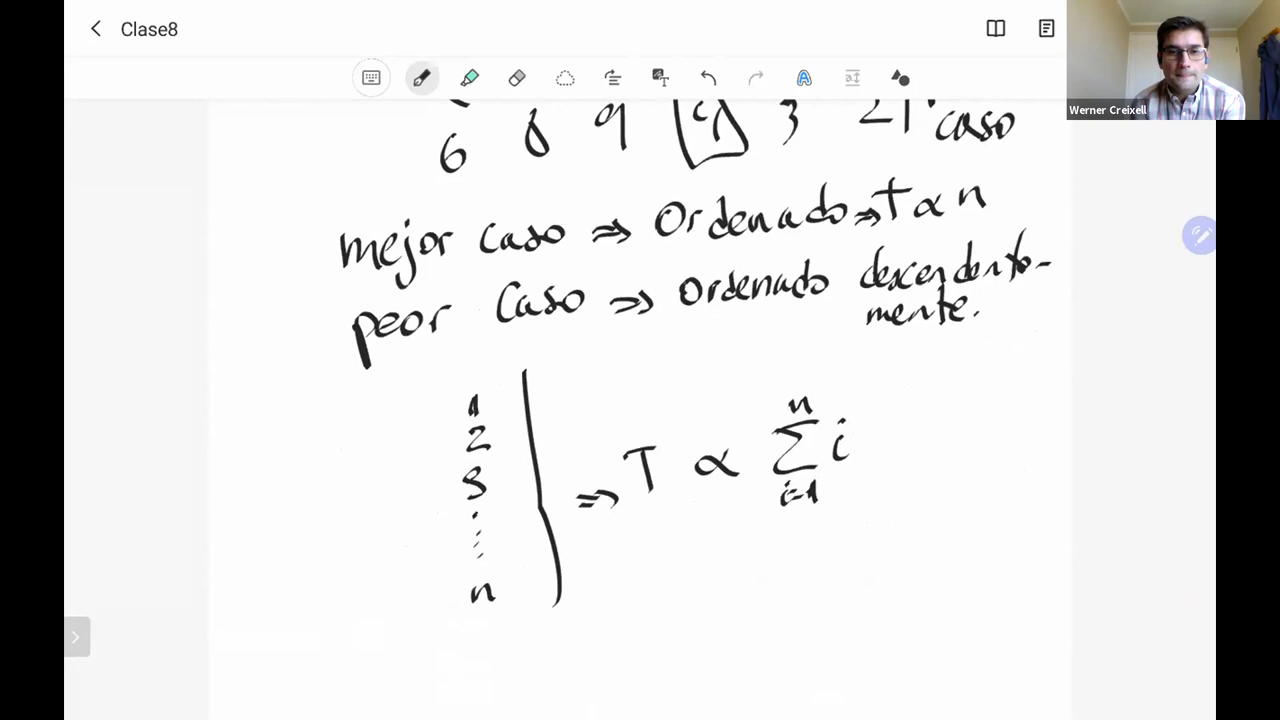 Clase8
Werner Creixell
6 8 9 3 21 caso
mejor caso => Ordenado => T ∝ n
peor Caso => ordenado descendente-
mente.
1
2
3
⋮
n
=> T ∝ ∑ i
n
i=1